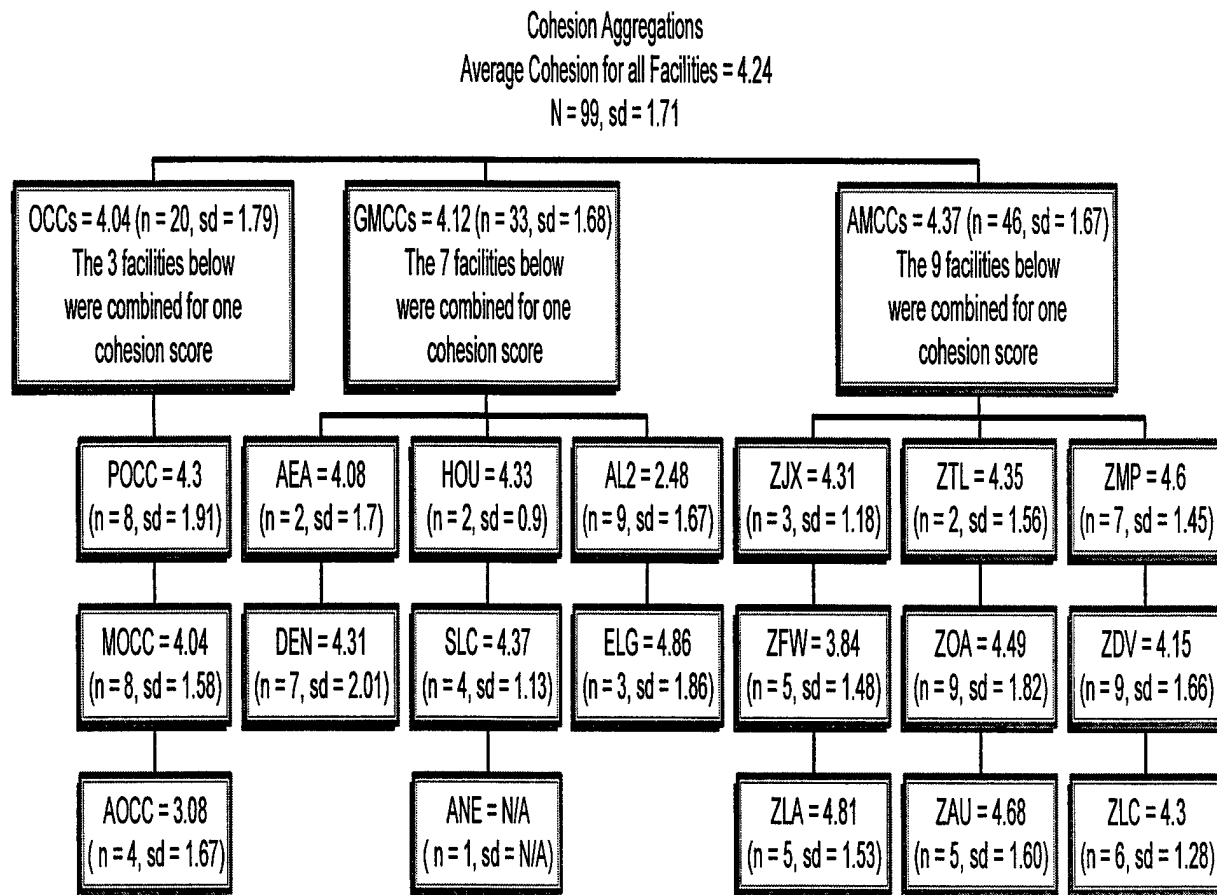 Cohesion Aggregations
Average Cohesion for all Facilities = 4.24
N = 99, sd = 1.71
OCCs = 4.04 (n = 20, sd = 1.79)
The 3 facilities below
were combined for one
cohesion score
GMCCs = 4.12 (n = 33, sd = 1.68)
The 7 facilities below
were combined for one
cohesion score
AMCCs = 4.37 (n = 46, sd = 1.67)
The 9 facilities below
were combined for one
cohesion score
POCC = 4.3
(n = 8, sd = 1.91)
AEA = 4.08
(n = 2, sd = 1.7)
HOU = 4.33
(n = 2, sd = 0.9)
AL2 = 2.48
(n = 9, sd = 1.67)
ZJX = 4.31
(n = 3, sd = 1.18)
ZTL = 4.35
(n = 2, sd = 1.56)
ZMP = 4.6
(n = 7, sd = 1.45)
MOCC = 4.04
(n = 8, sd = 1.58)
DEN = 4.31
(n = 7, sd = 2.01)
SLC = 4.37
(n = 4, sd = 1.13)
ELG = 4.86
(n = 3, sd = 1.86)
ZFW = 3.84
(n = 5, sd = 1.48)
ZOA = 4.49
(n = 9, sd = 1.82)
ZDV = 4.15
(n = 9, sd = 1.66)
AOCC = 3.08
( n = 4, sd = 1.67)
ANE = N/A
( n = 1, sd = N/A)
ZLA = 4.81
(n = 5, sd = 1.53)
ZAU = 4.68
(n = 5, sd = 1.60)
ZLC = 4.3
(n = 6, sd = 1.28)